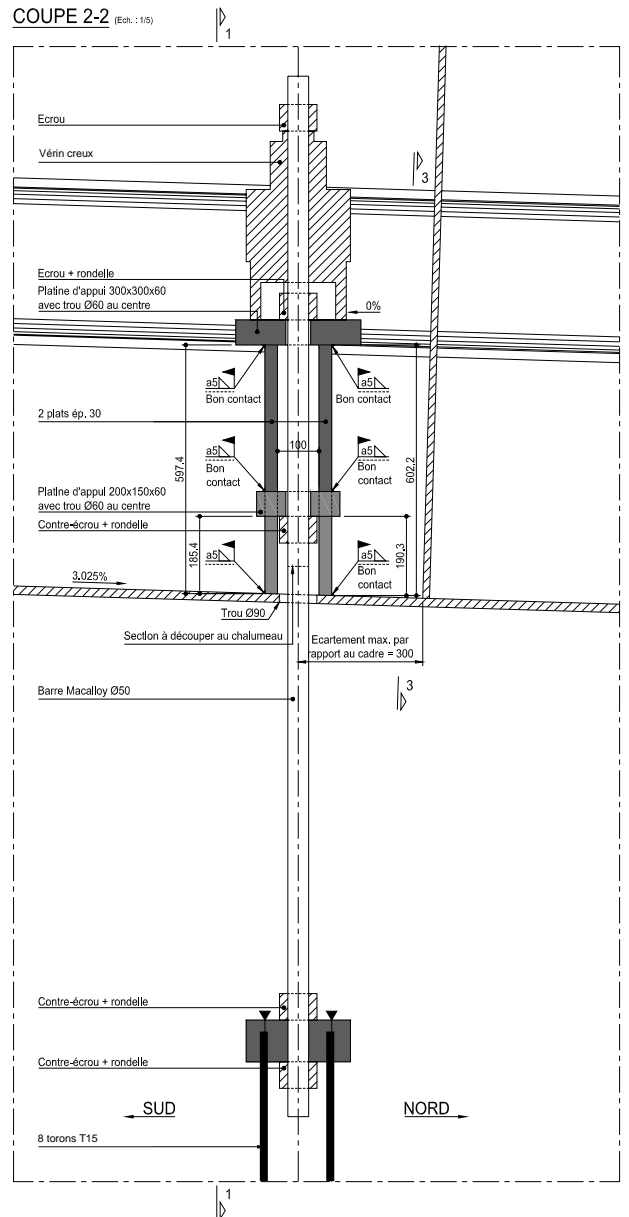 COUPE 2-2 (Ech. : 1/5)
1
Ecrou
Vérin creux
3
Ecrou + rondelle
Platine d'appui 300x300x60
avec trou Ø60 au centre
0%
a5
Bon contact
a5
Bon contact
2 plats ép. 30
597.4
100
602.2
a5
Bon
contact
a5
Bon
contact
Platine d'appui 200x150x60
avec trou Ø60 au centre
Contre-écrou + rondelle
185.4
190.3
a5
Bon
contact
a5
Bon
contact
3.025%
Trou Ø90
Section à découper au chalumeau
Ecartement max. par
rapport au cadre = 300
Barre Macalloy Ø50
3
Contre-écrou + rondelle
Contre-écrou + rondelle
SUD
NORD
8 torons T15
1